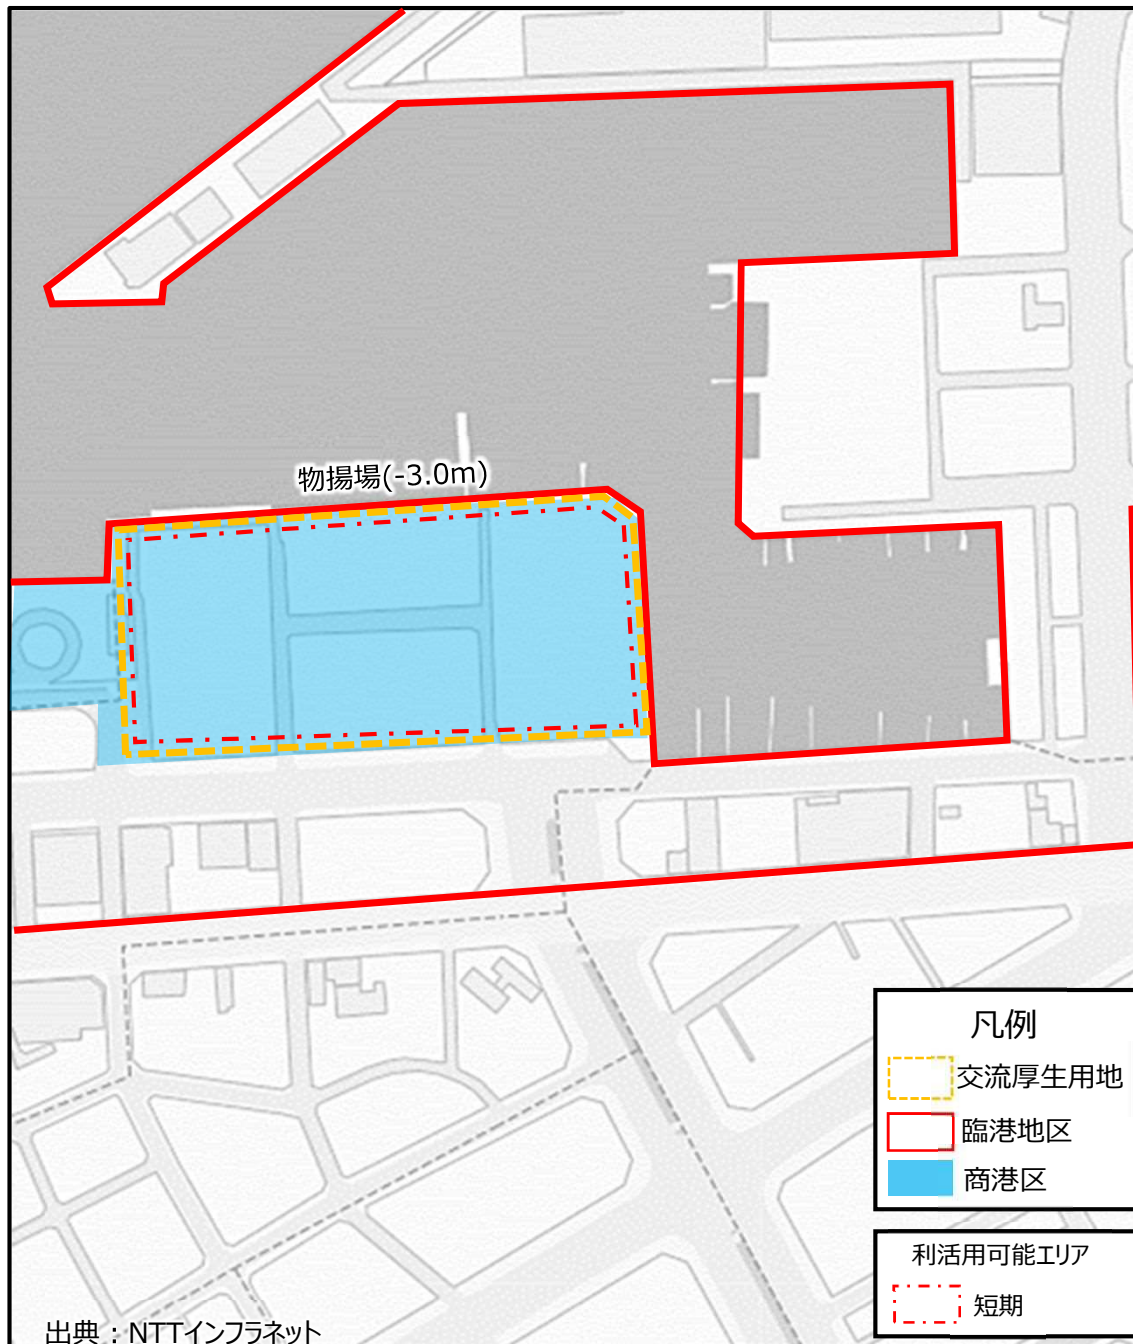 物揚場(-3.0m)
凡例
交流厚生用地
臨港地区
商港区
利活用可能エリア
短期
出典：NTTインフラネット